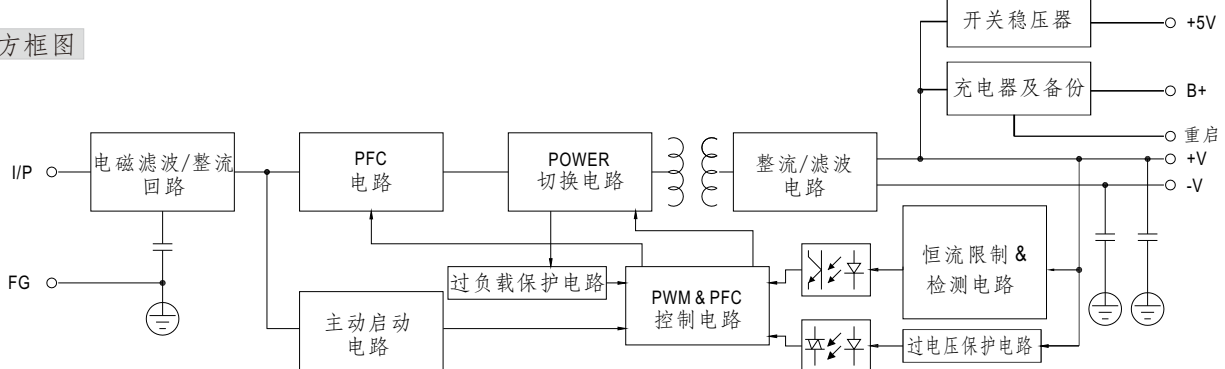 方框图
开关稳压器
+5V
充电器及备份
B+
重启
I/P
电磁滤波/整流
回路
PFC
电路
POWER
切换电路
整流/滤波
电路
+V
-V
FG
过负载保护电路
PWM & PFC
控制电路
恒流限制 &
检测电路
主动启动
电路
过电压保护电路